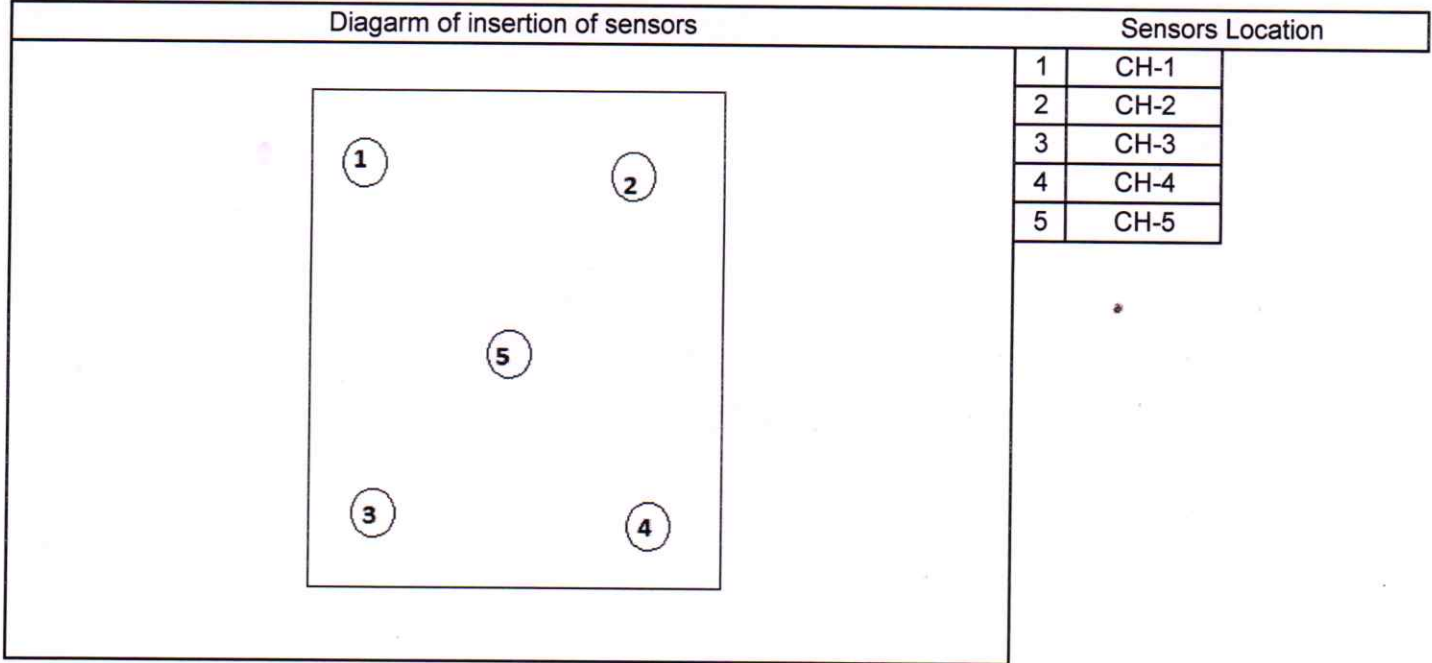 Diagarm of insertion of sensors Sensors Location
1 CH-1
2 CH-2
3 CH-3
4 CH-4
5 CH-5
1
2
5
3
4